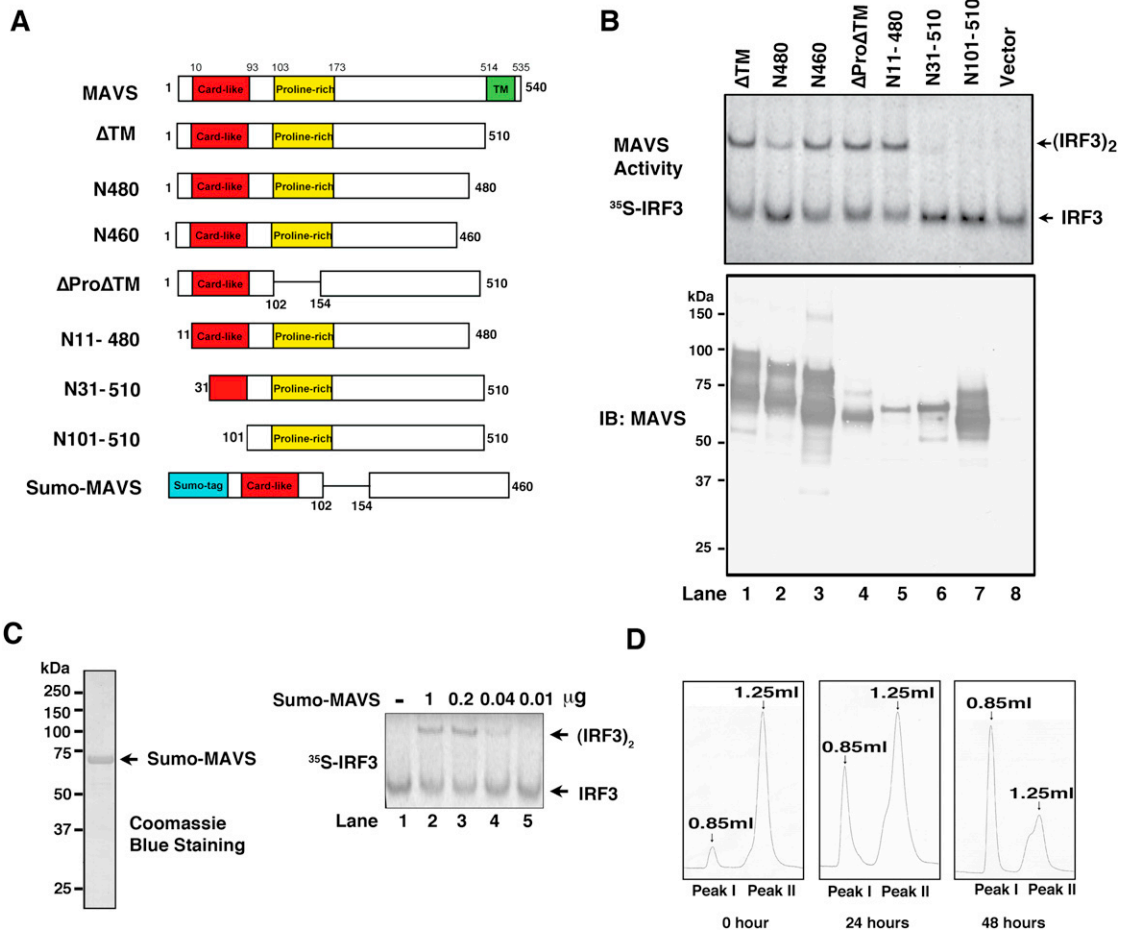 A
10 93 103 173 514 535
MAVS 1 Card-like Proline-rich TM 540
ΔTM 1 Card-like Proline-rich 510
N480 1 Card-like Proline-rich 480
N460 1 Card-like Proline-rich 460
ΔProΔTM 1 Card-like 510
102 154
N11- 480 11 Card-like Proline-rich 480
N31-510 31 Proline-rich 510
N101-510 101 Proline-rich 510
Sumo-MAVS Sumo-tag Card-like 460
102 154
B
ΔTM N480 N460 ΔProΔTM N11- 480 N31-510 N101-510 Vector
MAVS
Activity
(IRF3)2
35S-IRF3
IRF3
kDa
150
100
75
IB: MAVS
50
37
25
Lane 1 2 3 4 5 6 7 8
C
kDa
250
150
100
75
Sumo-MAVS
50
37
Coomassie
Blue Staining
25
Sumo-MAVS - 1 0.2 0.04 0.01 μg
(IRF3)2
35S-IRF3
IRF3
Lane 1 2 3 4 5
D
0.85ml 1.25ml
Peak I Peak II
0 hour
0.85ml 1.25ml
Peak I Peak II
24 hours
0.85ml 1.25ml
Peak I Peak II
48 hours